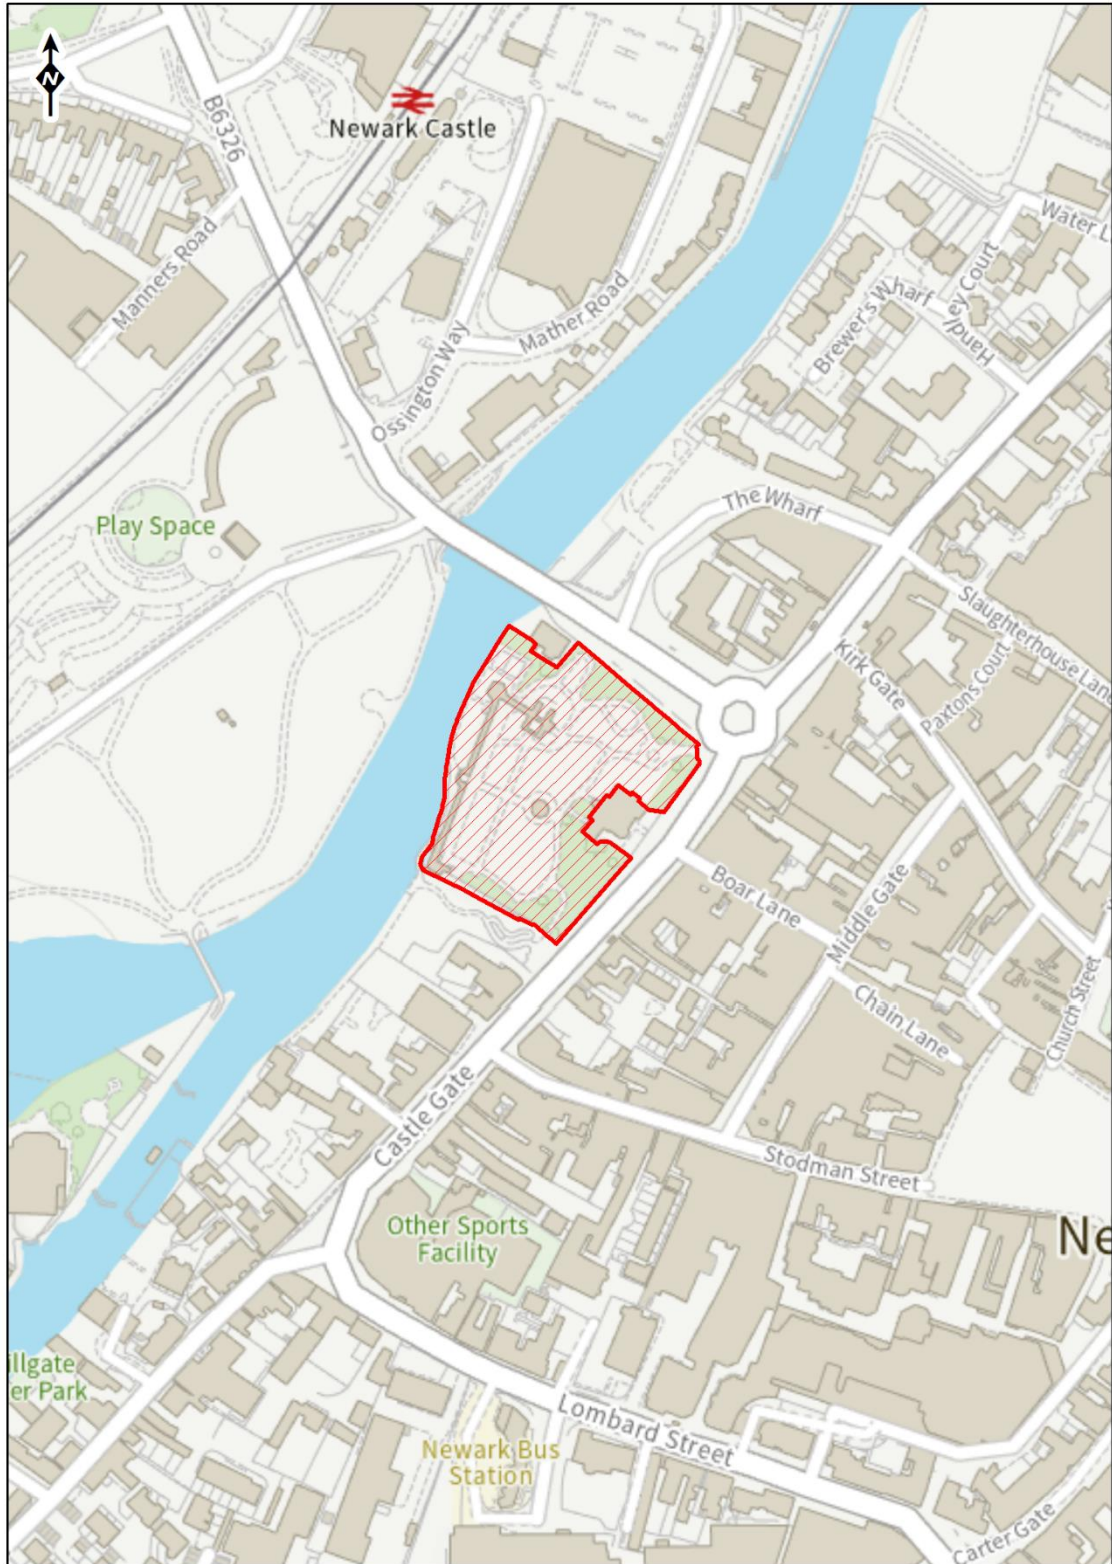 N
B6326
Newark Castle
Manners Road
Water L
Handley Court
Brewer's Wharf
Mather Road
Ossington Way
Play Space
The Wharf
Slaughterhouse Lane
Kirk Gate
Paxtons Court
Boar Lane
Middle Gate
Chain Lane
Church Street
Castle Gate
Stodman Street
Other Sports
Facility
Ne
illgate
er Park
Lombard Street
Newark Bus
Station
Carter Gate